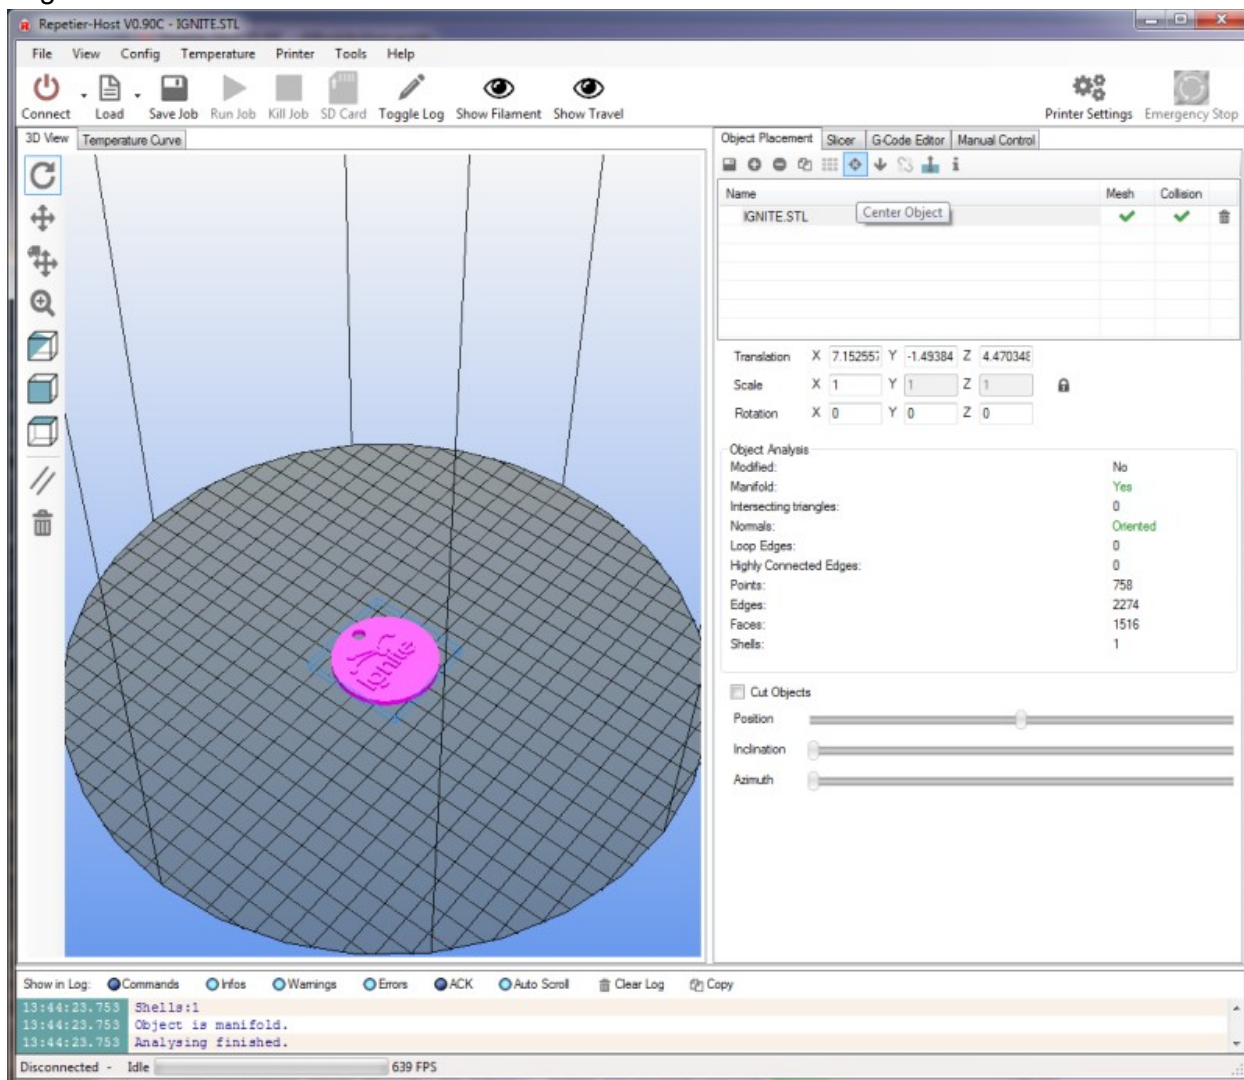 Repetier-Host V0.90C - IGNITE.STL
File View Config Temperature Printer Tools Help
Connect Load Save Job Run Job Kill Job SD Card Toggle Log Show Filament Show Travel Printer Settings Emergency Stop
3D View Temperature Curve
Object Placement Slicer G-Code Editor Manual Control
Name Mesh Collision
IGNITE.STL
Center Object
Translation X 7.152557 Y -1.49384 Z 4.470348
Scale X 1 Y 1 Z 1
Rotation X 0 Y 0 Z 0
Object Analysis
Modified: No
Manifold: Yes
Intersecting triangles: 0
Normals: Oriented
Loop Edges: 0
Highly Connected Edges: 0
Points: 758
Edges: 2274
Faces: 1516
Shells: 1
Cut Objects
Position
Inclination
Azimuth
ignite
Show in Log: Commands Infos Warnings Errors ACK Auto Scroll Clear Log Copy
13:44:23.753 Shells:1
13:44:23.753 Object is manifold.
13:44:23.753 Analysing finished.
Disconnected - Idle 639 FPS